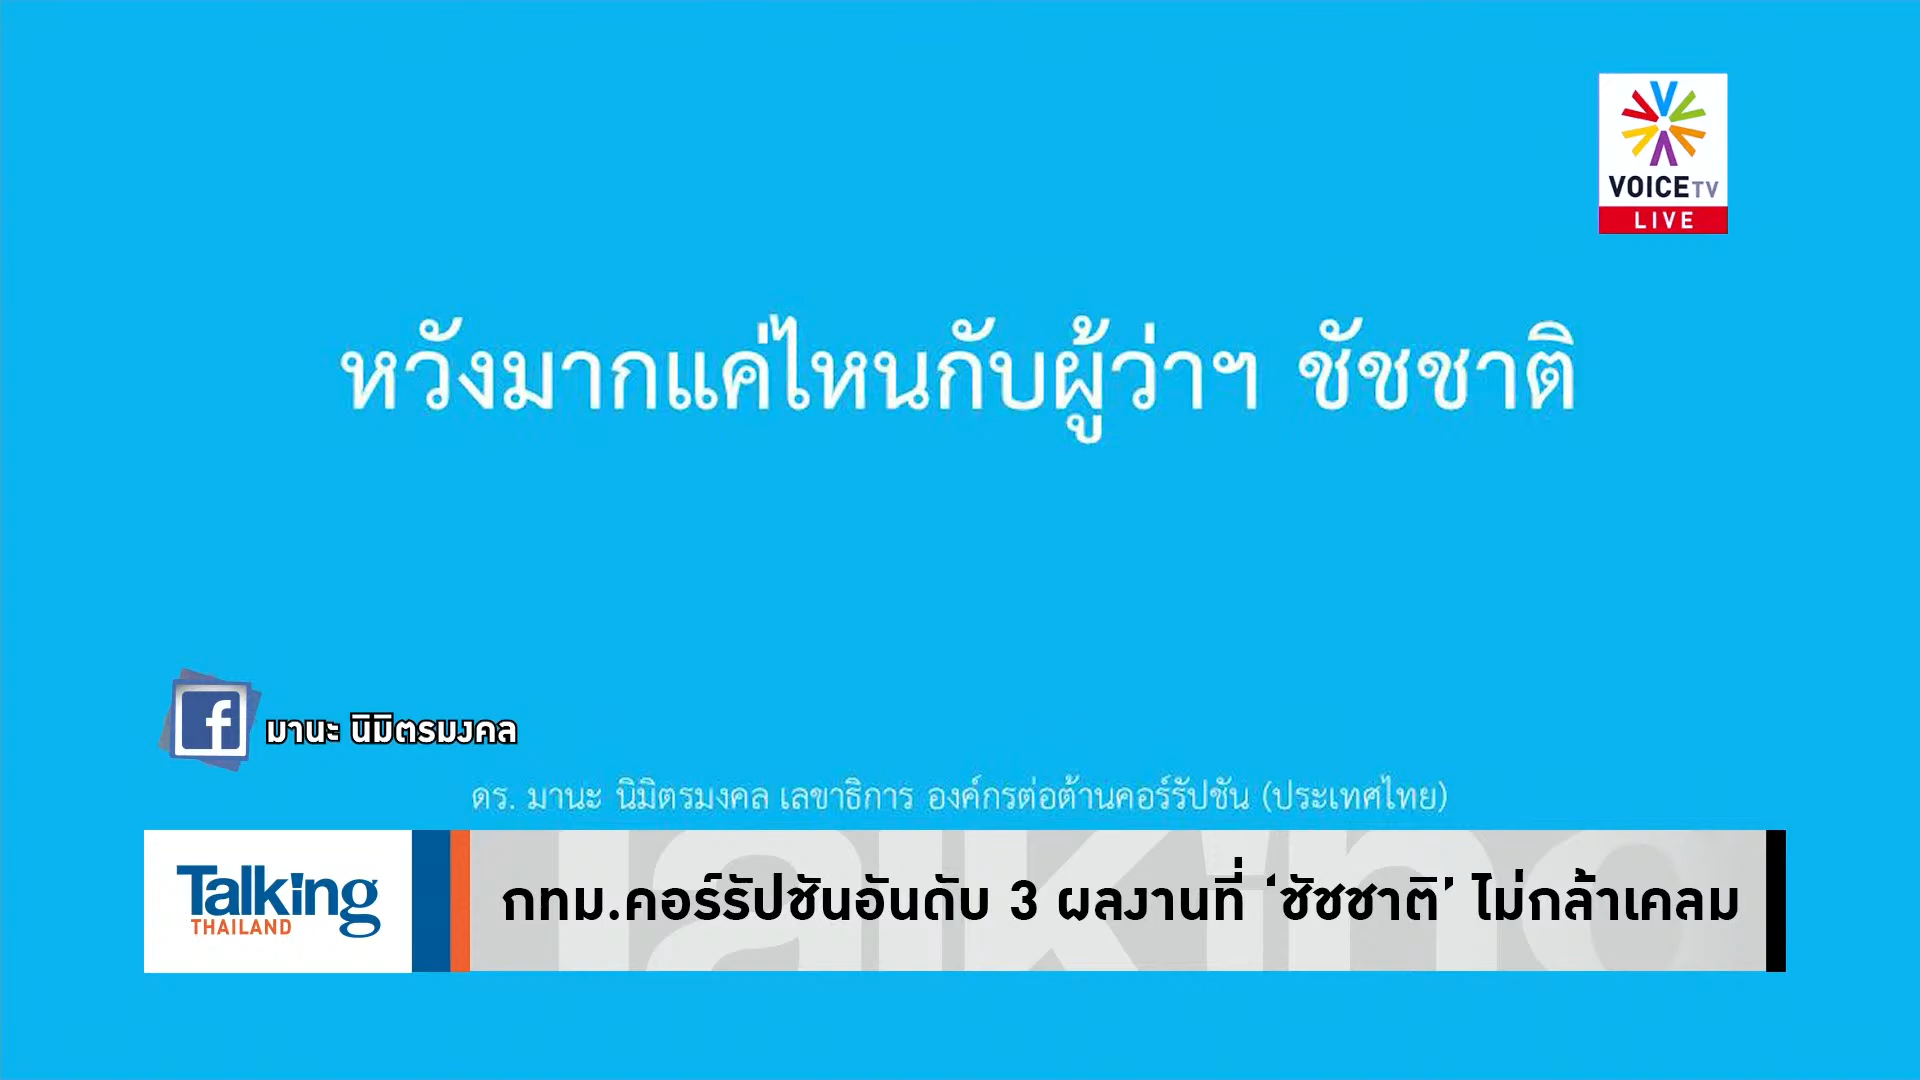 VOICE TV
LIVE
หวังมากแค่ไหนกับผู้ว่าฯ ชัชชาติ
มานะ นิมิตรมงคล
ดร. มานะ นิมิตรมงคล เลขาธิการ องค์กรต่อต้านคอร์รัปชัน (ประเทศไทย)
Talking
THAILAND
กทม.คอร์รัปชันอันดับ 3 ผลงานที่ ‘ชัชชาติ’ ไม่กล้าเคลม